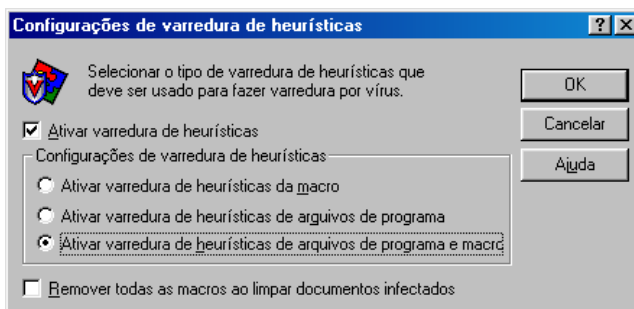 Configurações de varredura de heurísticas
Selecionar o tipo de varredura de heurísticas que
deve ser usado para fazer varredura por vírus.
OK
Cancelar
Ajuda
Ativar varredura de heurísticas
Configurações de varredura de heurísticas
Ativar varredura de heurísticas da macro
Ativar varredura de heurísticas de arguivos de programa
Ativar varredura de heurísticas de arquivos de programa e macro
Remover todas as macros ao limpar documentos infectados